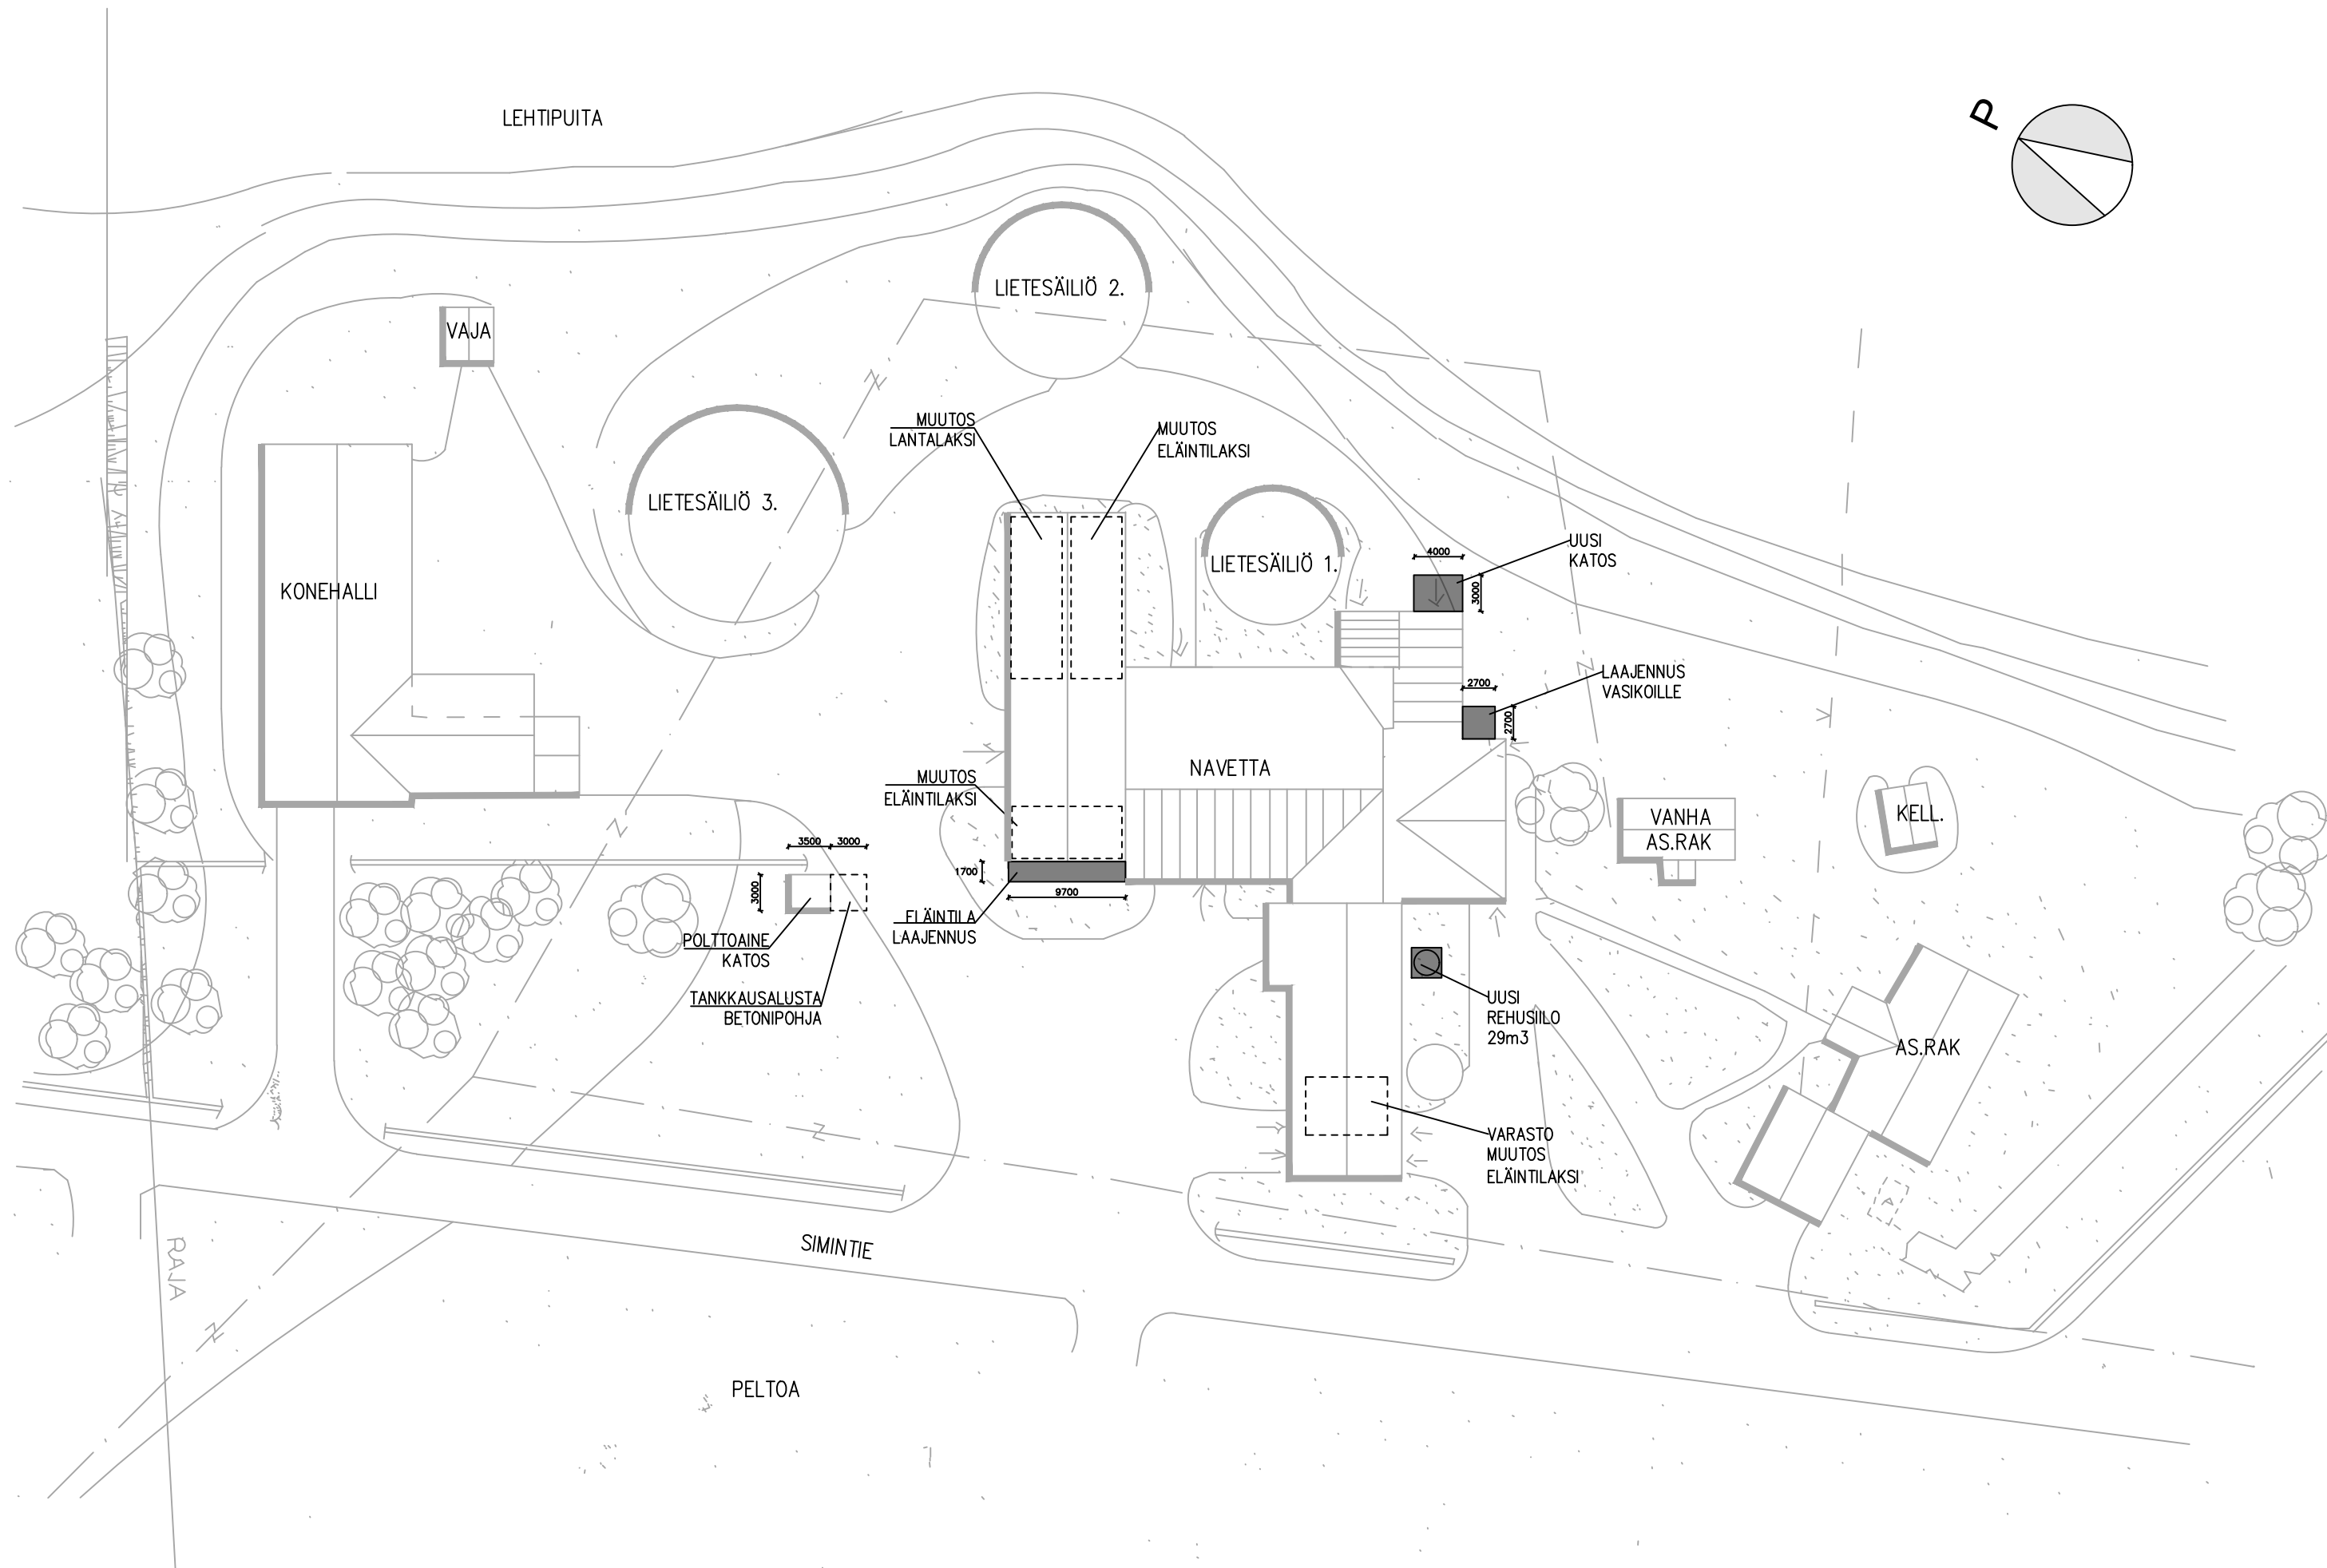 LEHTIPUITA
P
LIETESÄILIÖ 2.
VAJA
MUUTOS
LANTALAKSI
MUUTOS
ELÄINTILAKSI
LIETESÄILIÖ 3.
KONEHALLI
LIETESÄILIÖ 1.
4000
3000
UUSI
KATOS
2700
2700
LAAJENNUS
VASIKOILLE
NAVETTA
MUUTOS
ELÄINTILAKSI
VANHA
AS.RAK
KELL.
3500
3000
3000
1700
9700
ELÄINTILA
LAAJENNUS
POLTTOAINE
KATOS
TANKKAUSALUSTA
BETONIPOHJA
UUSI
REHUSIILO
29m3
AS.RAK
VARASTO
MUUTOS
ELÄINTILAKSI
SIMINTIE
RAJA
PELTOA